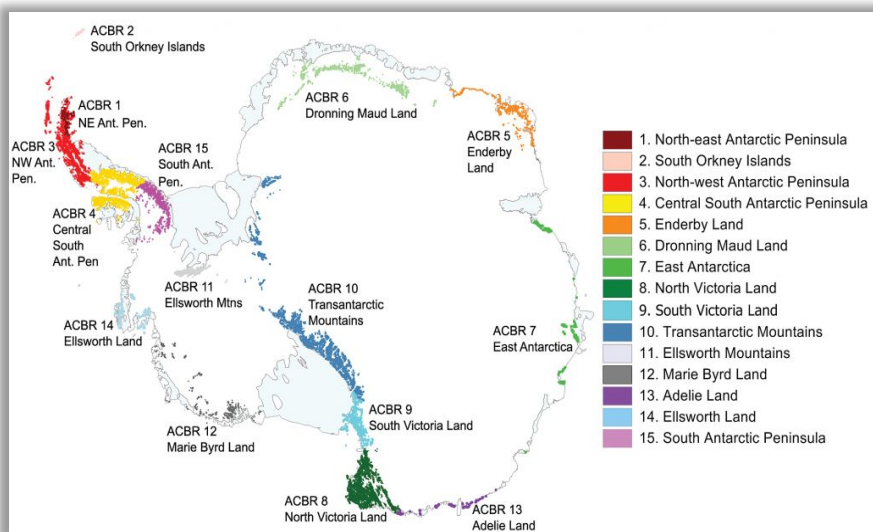 ACBR 2
South Orkney Islands
ACBR 1
NE Ant. Pen.
ACBR 3
NW Ant.
Pen.
ACBR 15
South Ant.
Pen.
ACBR 6
Dronning Maud Land
ACBR 5
Enderby
Land
ACBR 4
Central
South
Ant. Pen
ACBR 11
Ellsworth Mtns
ACBR 10
Transantarctic
Mountains
ACBR 14
Ellsworth Land
ACBR 7
East Antarctica
ACBR 9
South Victoria Land
ACBR 12
Marie Byrd Land
ACBR 8
North Victoria Land
ACBR 13
Adelie Land
1. North-east Antarctic Peninsula
2. South Orkney Islands
3. North-west Antarctic Peninsula
4. Central South Antarctic Peninsula
5. Enderby Land
6. Dronning Maud Land
7. East Antarctica
8. North Victoria Land
9. South Victoria Land
10. Transantarctic Mountains
11. Ellsworth Mountains
12. Marie Byrd Land
13. Adelie Land
14. Ellsworth Land
15. South Antarctic Peninsula